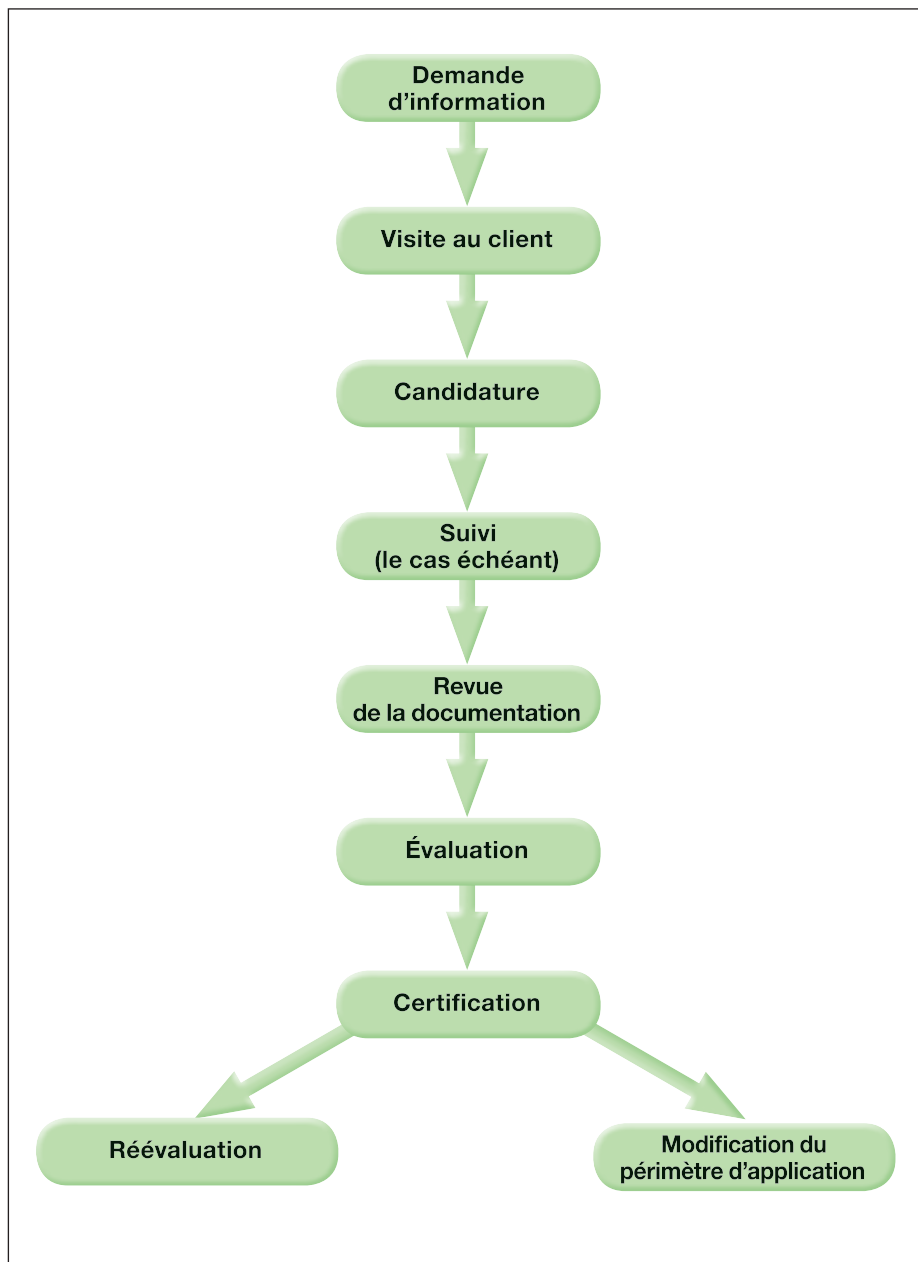 Demande
d’information
Visite au client
Candidature
Suivi
(le cas échéant)
Revue
de la documentation
Évaluation
Certification
Réévaluation
Modification du
périmètre d’application